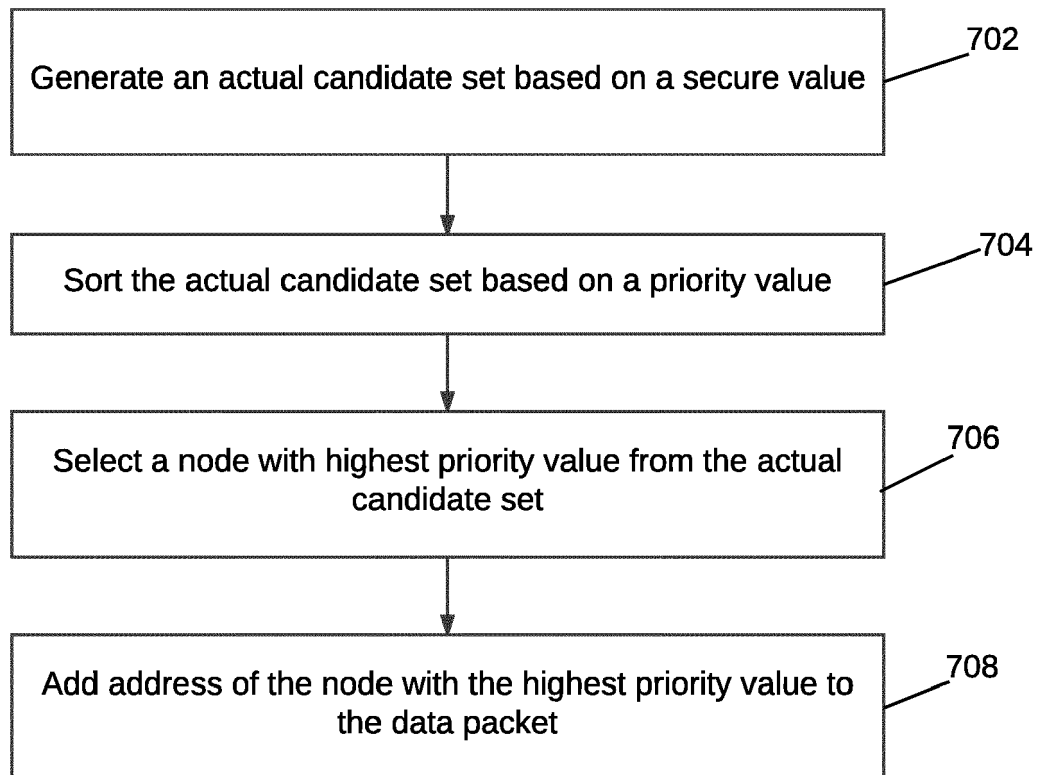 702
Generate an actual candidate set based on a secure value
704
Sort the actual candidate set based on a priority value
706
Select a node with highest priority value from the actual
candidate set
708
Add address of the node with the highest priority value to
the data packet